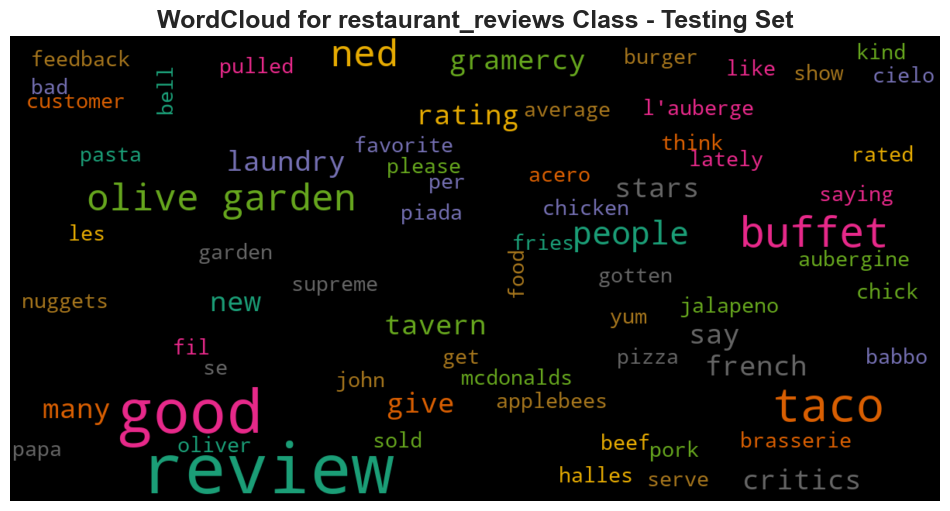 WordCloud for restaurant_reviews Class - Testing Set
feedback
pulled
ned
gramercy
burger
like
show
kind
cielo
bad
customer
bell
rating
average
l'auberge
pasta
laundry
favorite
please
per
think
lately
rated
olive garden
piada
acero
chicken
stars
saying
les
garden
fries
people
buffet
aubergine
nuggets
new
supreme
food
gotten
jalapeno
chick
tavern
yum
say
fil
se
get
pizza
french
babbo
many
good
john
give
mcdonalds
applebees
taco
papa
oliver
review
sold
beef
pork
brasserie
halles
serve
critics